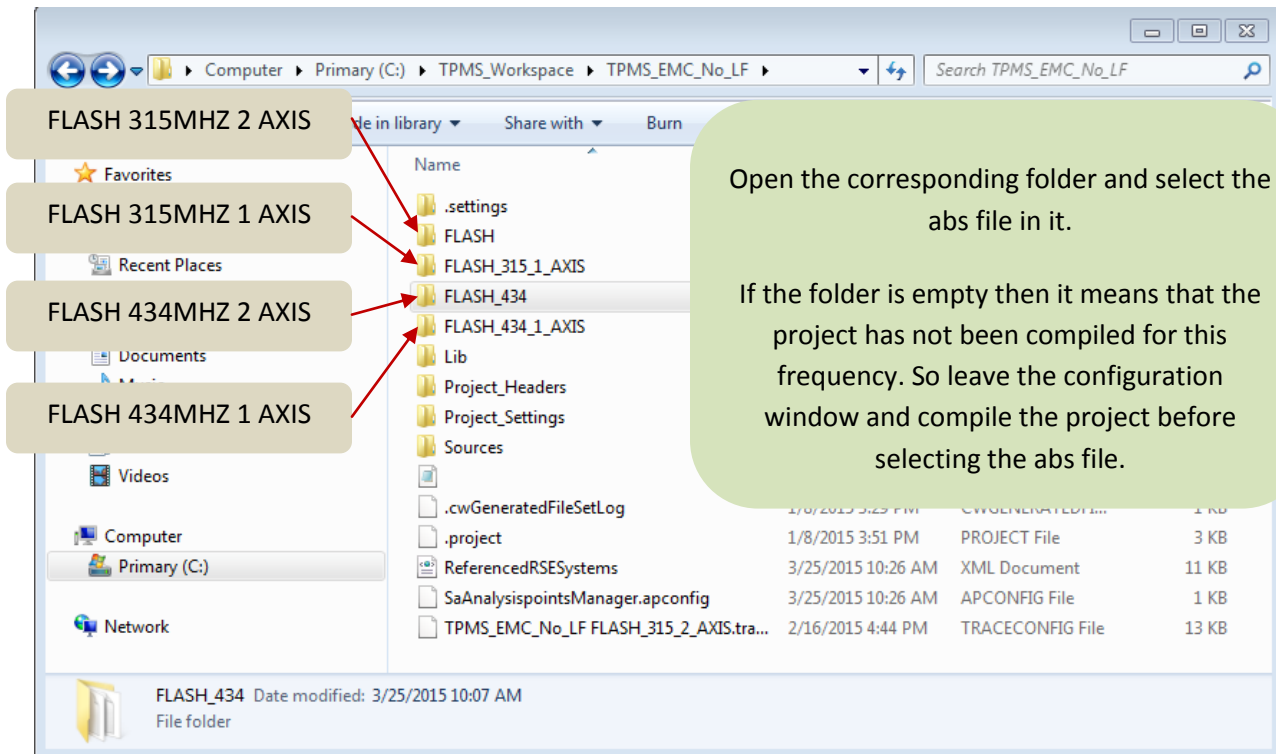 Computer Primary (C:) TPMS_Workspace TPMS_EMC_No_LF
Search TPMS_EMC_No_LF
FLASH 315MHZ 2 AXIS
de in library Share with Burn
Name
Favorites
.settings
FLASH
FLASH 315MHZ 1 AXIS
Recent Places
FLASH_315_1_AXIS
FLASH 434MHZ 2 AXIS
FLASH_434
FLASH_434_1_AXIS
Documents
Lib
Project_Headers
FLASH 434MHZ 1 AXIS
Project_Settings
Sources
Videos
Open the corresponding folder and select the
abs file in it.
If the folder is empty then it means that the
project has not been compiled for this
frequency. So leave the configuration
window and compile the project before
selecting the abs file.
.cwGeneratedFileSetLog
Computer
.project 1/8/2015 3:51 PM PROJECT File 3 KB
Primary (C:)
ReferencedRSESystems 3/25/2015 10:26 AM XML Document 11 KB
SaAnalysispointsManager.apconfig 3/25/2015 10:26 AM APCONFIG File 1 KB
Network
TPMS_EMC_No_LF FLASH_315_2_AXIS.tra... 2/16/2015 4:44 PM TRACECONFIG File 13 KB
FLASH_434 Date modified: 3/25/2015 10:07 AM
File folder